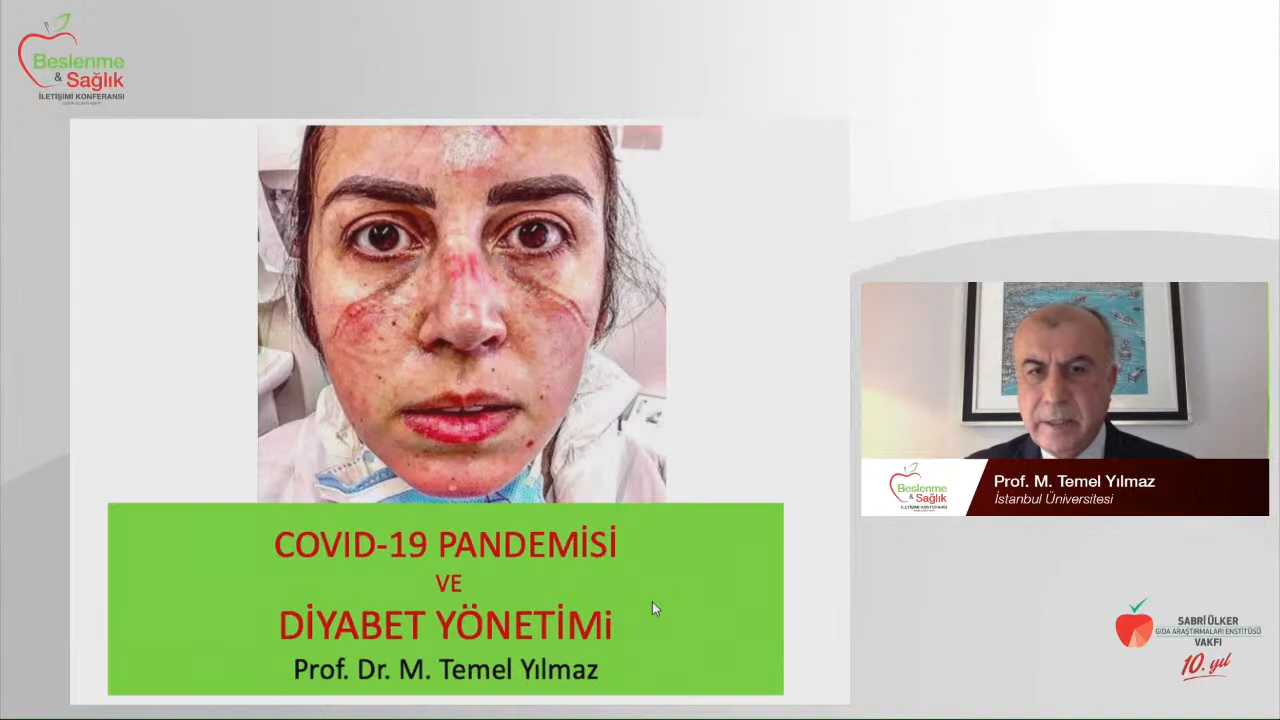 Beslenme
& Sağlık
İLETİŞİMİ KONFERANSI
COVID-19 PANDEMİSİ
VE
DİYABET YÖNETİMi
Prof. Dr. M. Temel Yılmaz
Beslenme
& Sağlık
İLETİŞİMİ KONFERANSI
Prof. M. Temel Yılmaz
İstanbul Üniversitesi
SABRİ ÜLKER
GIDA ARAŞTIRMALARI ENSTİTÜSÜ
VAKFI
10. yıl